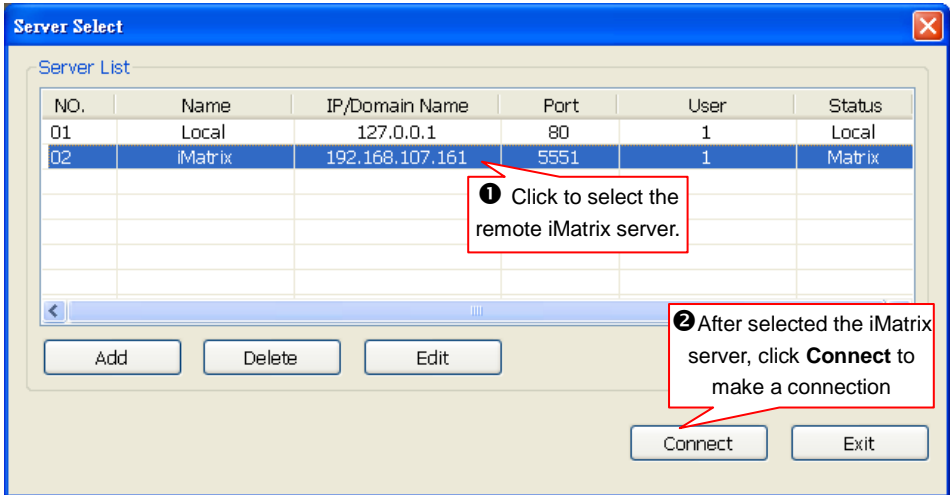 Server Select
Server List
NO. Name IP/Domain Name Port User Status
01 Local 127.0.0.1 80 1 Local
02 iMatrix 192.168.107.161 5551 1 Matrix
❶ Click to select the
remote iMatrix server.
❷After selected the iMatrix
server, click Connect to
make a connection
Add Delete Edit
Connect Exit